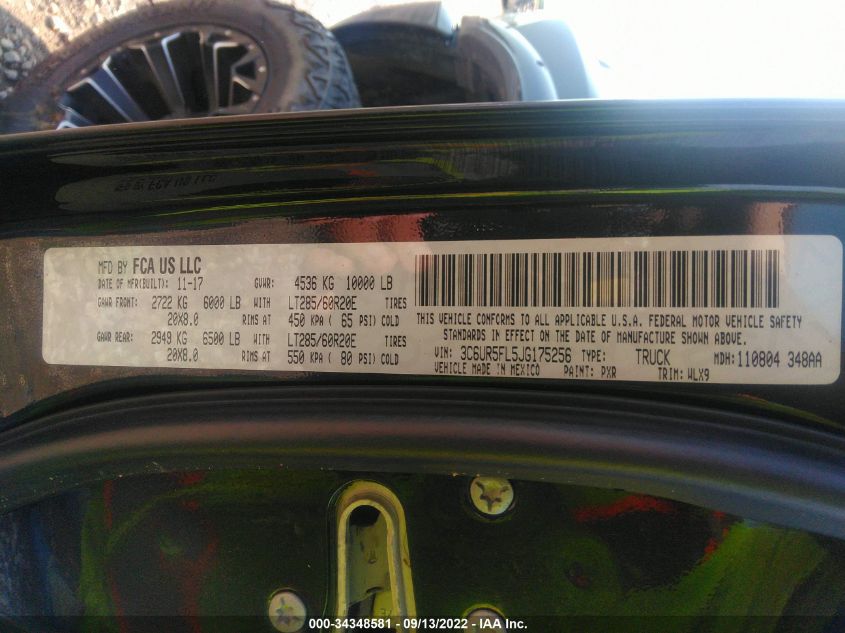 MFD BY FCA US LLC
DATE OF MFR(BUILT): 11-17 GVWR: 4536 KG 10000 LB
GAWR FRONT: 2722 KG 6000 LB WITH LT285/60R20E TIRES
20X8.0 RIMS AT 450 KPA ( 65 PSI) COLD
GAWR REAR: 2949 KG 6500 LB WITH LT285/60R20E TIRES
20X8.0 RIMS AT 550 KPA ( 80 PSI) COLD
THIS VEHICLE CONFORMS TO ALL APPLICABLE U.S.A. FEDERAL MOTOR VEHICLE SAFETY
STANDARDS IN EFFECT ON THE DATE OF MANUFACTURE SHOWN ABOVE.
VIN: 3C6UR5FL5JG175256 TYPE: TRUCK MDH: 110804 348AA
VEHICLE MADE IN MEXICO PAINT: PXR TRIM: WLX9
000-34348581 - 09/13/2022 - IAA Inc.